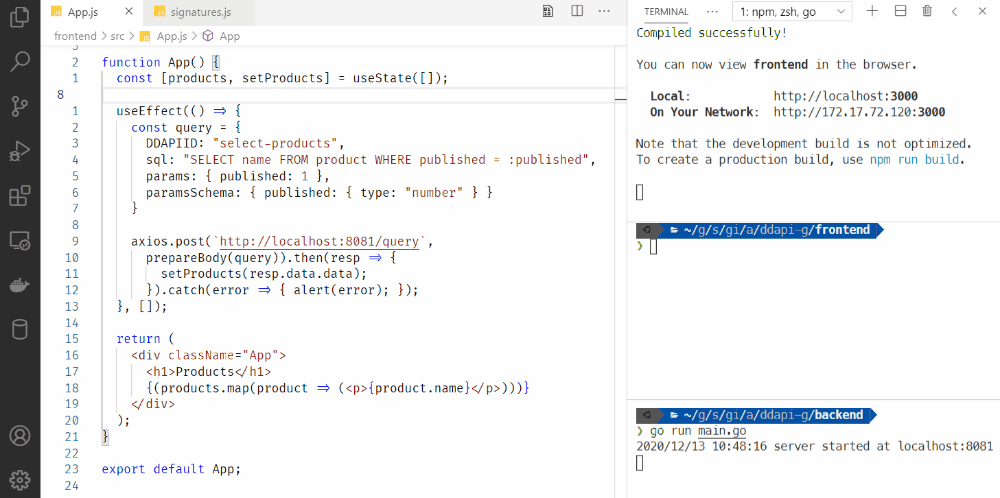 App.js
signatures.js
frontend > src > App.js > App
3
2 function App() {
1 const [products, setProducts] = useState([]);
8
1 useEffect(() => {
2 const query = {
3 DDAPIID: "select-products",
4 sql: "SELECT name FROM product WHERE published = :published",
5 params: { published: 1 },
6 paramsSchema: { published: { type: "number" } }
7 }
8
9 axios.post(`http://localhost:8081/query`,
10 prepareBody(query)).then(resp => {
11 setProducts(resp.data.data);
12 }).catch(error => { alert(error); });
13 }, []);
14
15 return (
16 <div className="App">
17 <h1>Products</h1>
18 {(products.map(product => (<p>{product.name}</p>)))}
19 </div>
20 );
21 }
22
23 export default App;
24
TERMINAL ··· 1: npm, zsh, go
Compiled successfully!
You can now view frontend in the browser.
Local: http://localhost:3000
On Your Network: http://172.17.72.120:3000
Note that the development build is not optimized.
To create a production build, use npm run build.
~/g/s/gi/a/ddapi-g/frontend
❯
~/g/s/gi/a/ddapi-g/backend
❯ go run main.go
2020/12/13 10:48:16 server started at localhost:8081